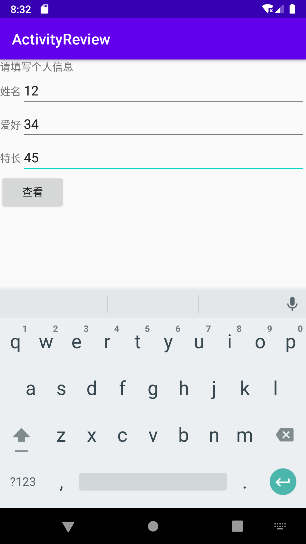 8:32
ActivityReview
请填写个人信息
姓名 12
爱好 34
特长 45
查看
1 2 3 4 5 6 7 8 9 0
q w e r t y u i o p
a s d f g h j k l
z x c v b n m
?123 , .